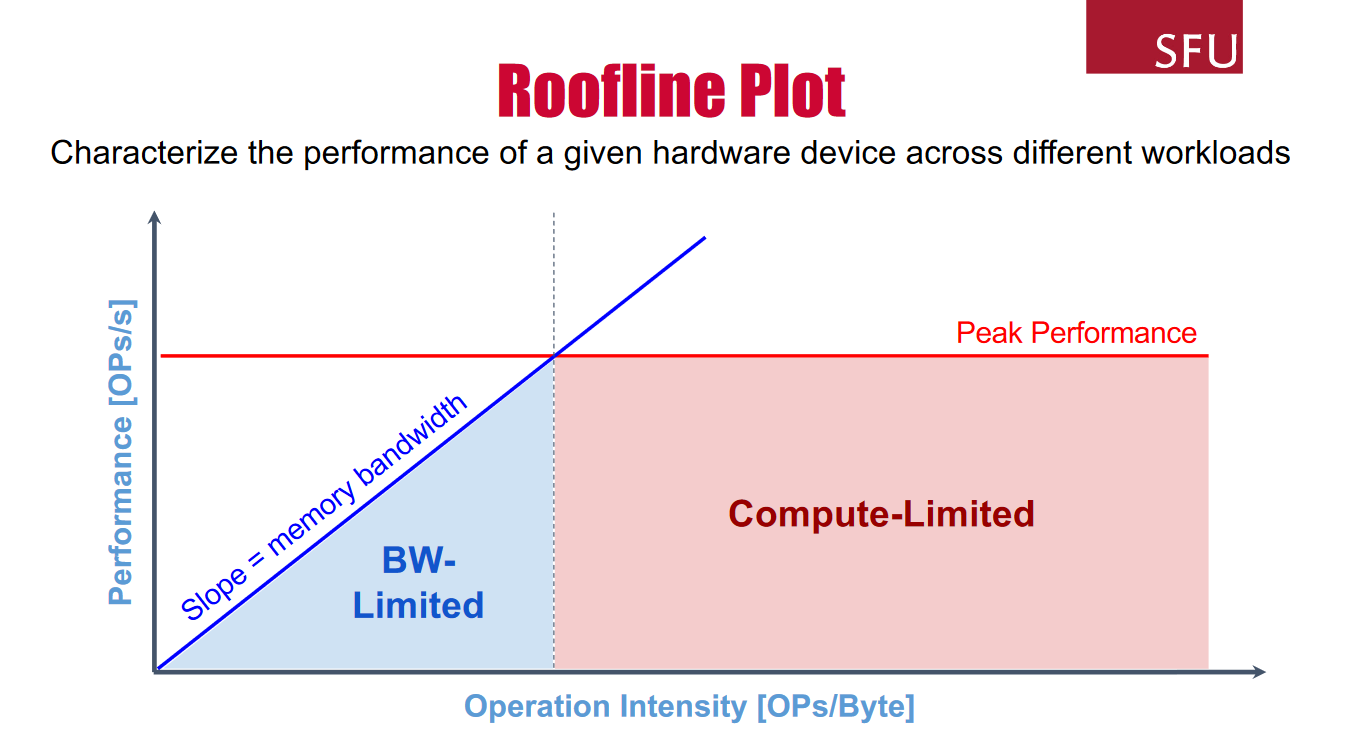 SFU
Roofline Plot
Characterize the performance of a given hardware device across different workloads
Performance [OPs/s]
Peak Performance
Slope = memory bandwidth
BW-
Limited
Compute-Limited
Operation Intensity [OPs/Byte]